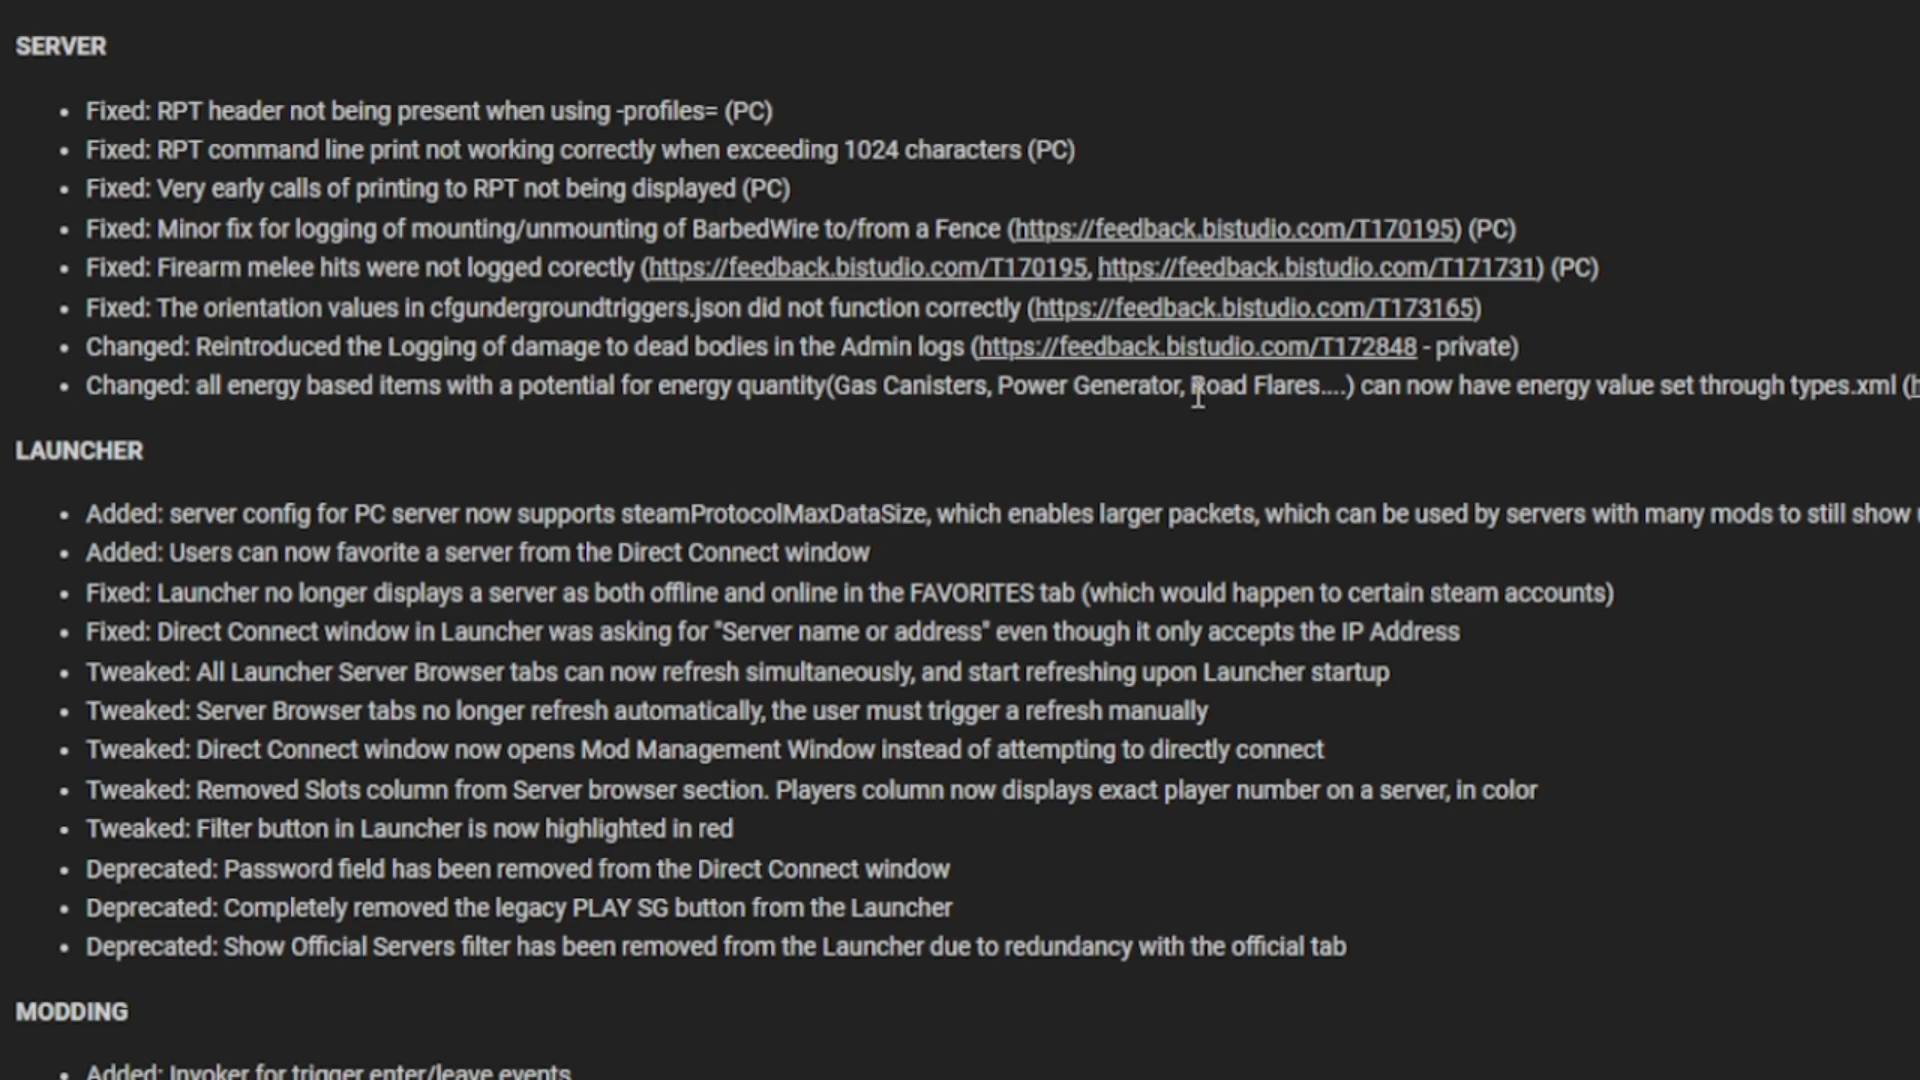 SERVER
• Fixed: RPT header not being present when using -profiles= (PC)
• Fixed: RPT command line print not working correctly when exceeding 1024 characters (PC)
• Fixed: Very early calls of printing to RPT not being displayed (PC)
• Fixed: Minor fix for logging of mounting/unmounting of BarbedWire to/from a Fence (https://feedback.bistudio.com/T170195) (PC)
• Fixed: Firearm melee hits were not logged corectly (https://feedback.bistudio.com/T170195, https://feedback.bistudio.com/T171731) (PC)
• Fixed: The orientation values in cfgundergroundtriggers.json did not function correctly (https://feedback.bistudio.com/T173165)
• Changed: Reintroduced the Logging of damage to dead bodies in the Admin logs (https://feedback.bistudio.com/T172848 - private)
• Changed: all energy based items with a potential for energy quantity(Gas Canisters, Power Generator, Road Flares....) can now have energy value set through types.xml (h
LAUNCHER
• Added: server config for PC server now supports steamProtocolMaxDataSize, which enables larger packets, which can be used by servers with many mods to still show
• Added: Users can now favorite a server from the Direct Connect window
• Fixed: Launcher no longer displays a server as both offline and online in the FAVORITES tab (which would happen to certain steam accounts)
• Fixed: Direct Connect window in Launcher was asking for "Server name or address" even though it only accepts the IP Address
• Tweaked: All Launcher Server Browser tabs can now refresh simultaneously, and start refreshing upon Launcher startup
• Tweaked: Server Browser tabs no longer refresh automatically, the user must trigger a refresh manually
• Tweaked: Direct Connect window now opens Mod Management Window instead of attempting to directly connect
• Tweaked: Removed Slots column from Server browser section. Players column now displays exact player number on a server, in color
• Tweaked: Filter button in Launcher is now highlighted in red
• Deprecated: Password field has been removed from the Direct Connect window
• Deprecated: Completely removed the legacy PLAY SG button from the Launcher
• Deprecated: Show Official Servers filter has been removed from the Launcher due to redundancy with the official tab
MODDING
• Added: Invoker for trigger enter/leave events